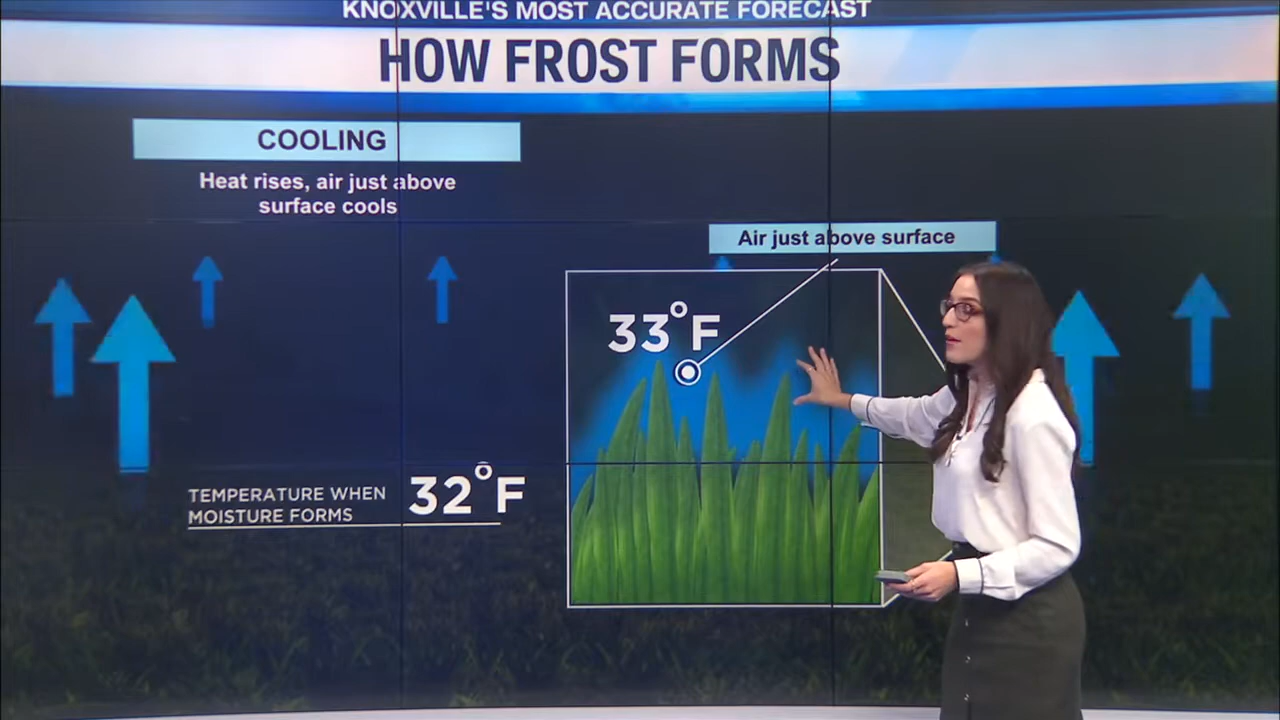 KNOXVILLE'S MOST ACCURATE FORECAST
HOW FROST FORMS
COOLING
Heat rises, air just above
surface cools
Air just above surface
33°F
TEMPERATURE WHEN
MOISTURE FORMS
32°F